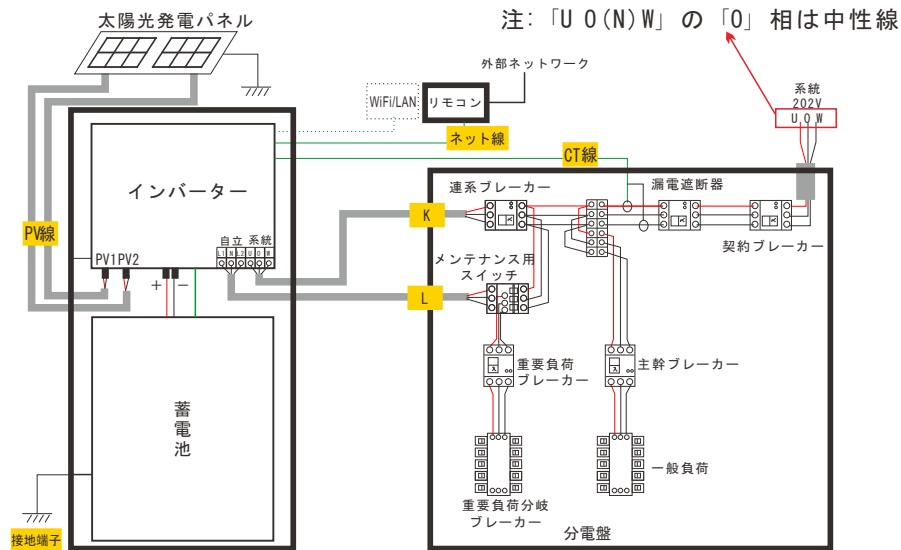 注:「U O(N)W」の「O」相は中性線
太陽光発電パネル
外部ネットワーク
WiFi/LAN
リモコン
ネット線
系統
202V
U O W
CT線
インバーター
PV線
PV1 PV2
+ −
自立 系統
L1 N L2 U O W
K
L
連系ブレーカー
漏電遮断器
契約ブレーカー
メンテナンス用
スイッチ
重要負荷
ブレーカー
主幹ブレーカー
蓄電池
一般負荷
重要負荷分岐
ブレーカー
分電盤
接地端子